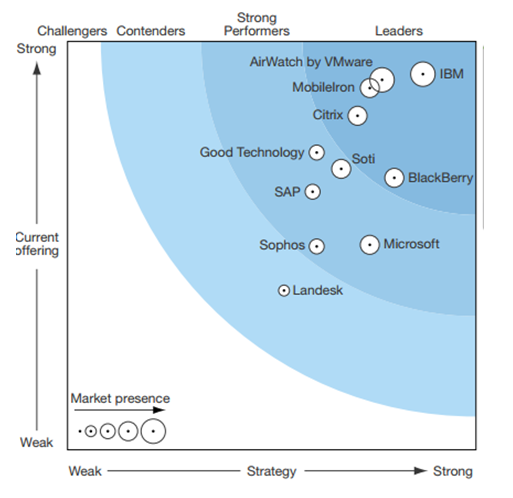 Strong
Challengers Contenders Performers Leaders
Strong
AirWatch by VMware
IBM
MobileIron
Citrix
Good Technology
Soti
BlackBerry
SAP
Current
offering
Sophos
Microsoft
Landesk
Market presence
Weak
Weak Strategy Strong